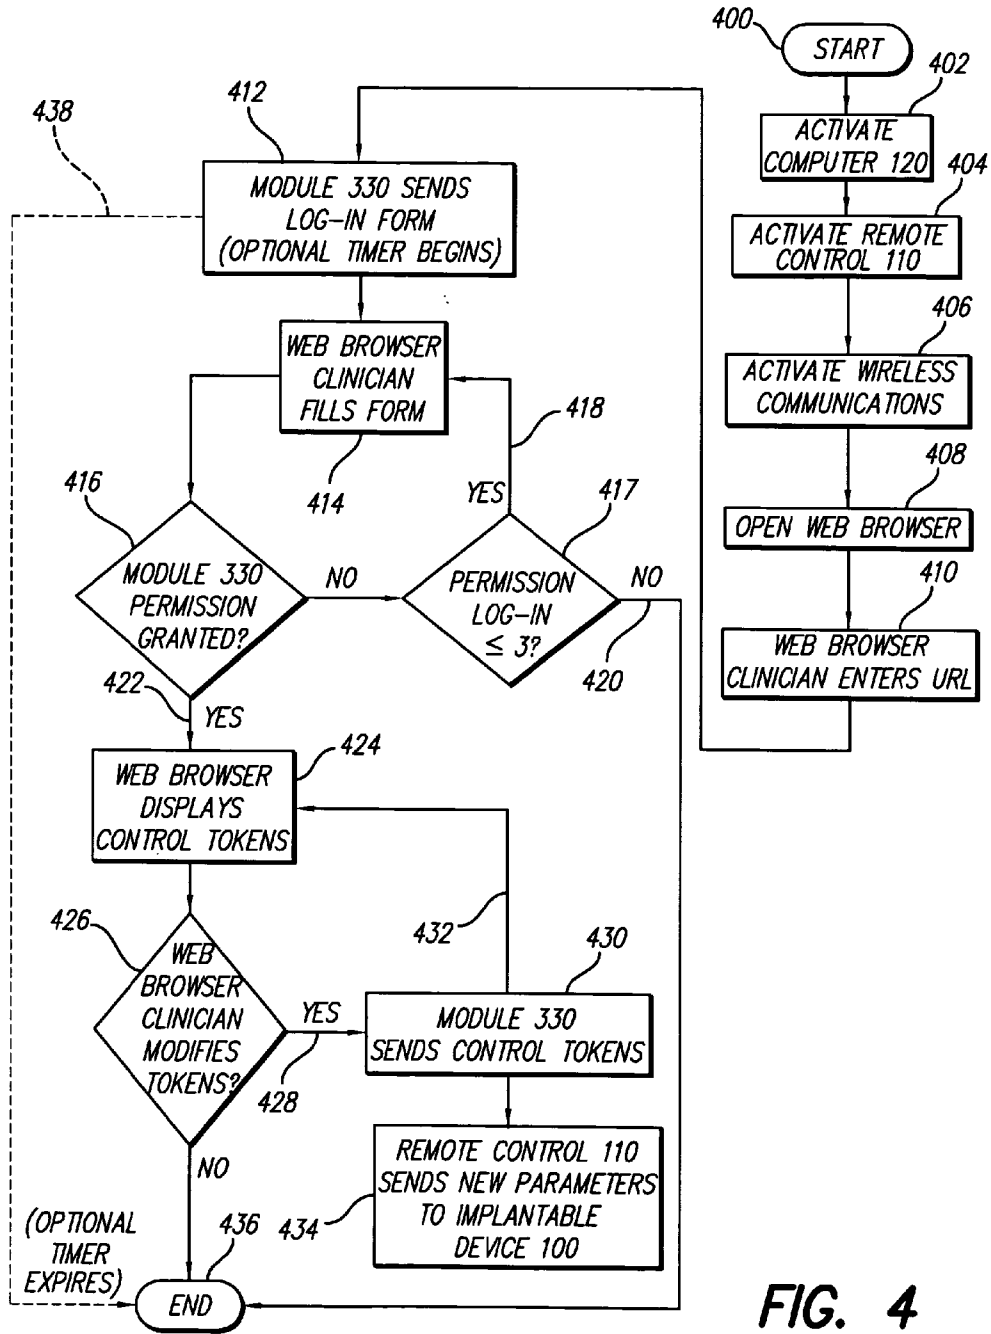 400
START
402
ACTIVATE
COMPUTER 120
404
ACTIVATE REMOTE
CONTROL 110
406
ACTIVATE WIRELESS
COMMUNICATIONS
408
OPEN WEB BROWSER
410
WEB BROWSER
CLINICIAN ENTERS URL
438
412
MODULE 330 SENDS
LOG-IN FORM
(OPTIONAL TIMER BEGINS)
WEB BROWSER
CLINICIAN
FILLS FORM
414
418
416
MODULE 330
PERMISSION
GRANTED?
NO
YES
417
PERMISSION
LOG-IN
≤ 3?
NO
420
422
YES
424
WEB BROWSER
DISPLAYS
CONTROL TOKENS
426
WEB
BROWSER
CLINICIAN
MODIFIES
TOKENS?
YES
428
432
430
MODULE 330
SENDS CONTROL TOKENS
REMOTE CONTROL 110
SENDS NEW PARAMETERS
TO IMPLANTABLE
DEVICE 100
434
NO
(OPTIONAL
TIMER
EXPIRES)
436
END
FIG. 4